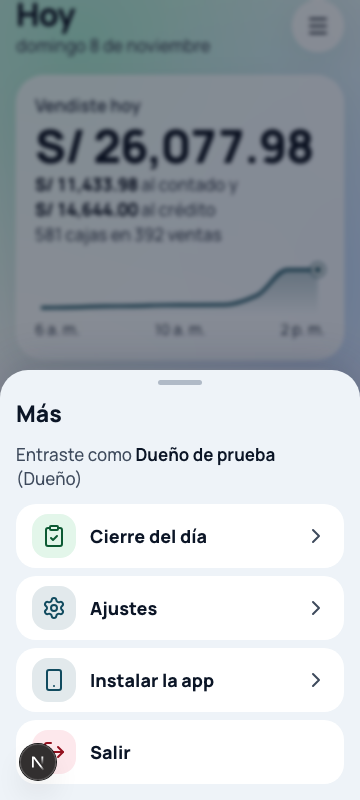 Hoy
domingo 8 de noviembre
Vendiste hoy
S/ 26,077.98
S/ 11,433.98 al contado y
S/ 14,644.00 al crédito
581 cajas en 392 ventas
6 a. m. 10 a. m. 2 p. m.
Más
Entraste como Dueño de prueba
(Dueño)
Cierre del día
Ajustes
Instalar la app
Salir
N